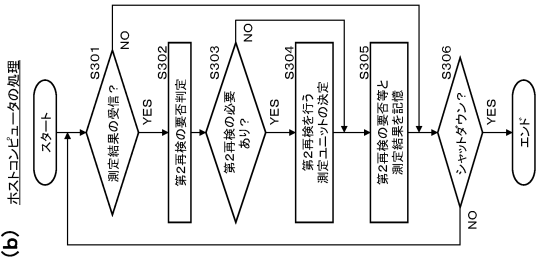 (b)
ホストコンピュータの処理
スタート
S301
測定結果の受信？
NO
YES
S302
第2再検の要否判定
S303
第2再検の必要
あり？
NO
YES
S304
第2再検を行う
測定ユニットの決定
S305
第2再検の要否等と
測定結果を記憶
S306
シャットダウン？
NO
YES
エンド